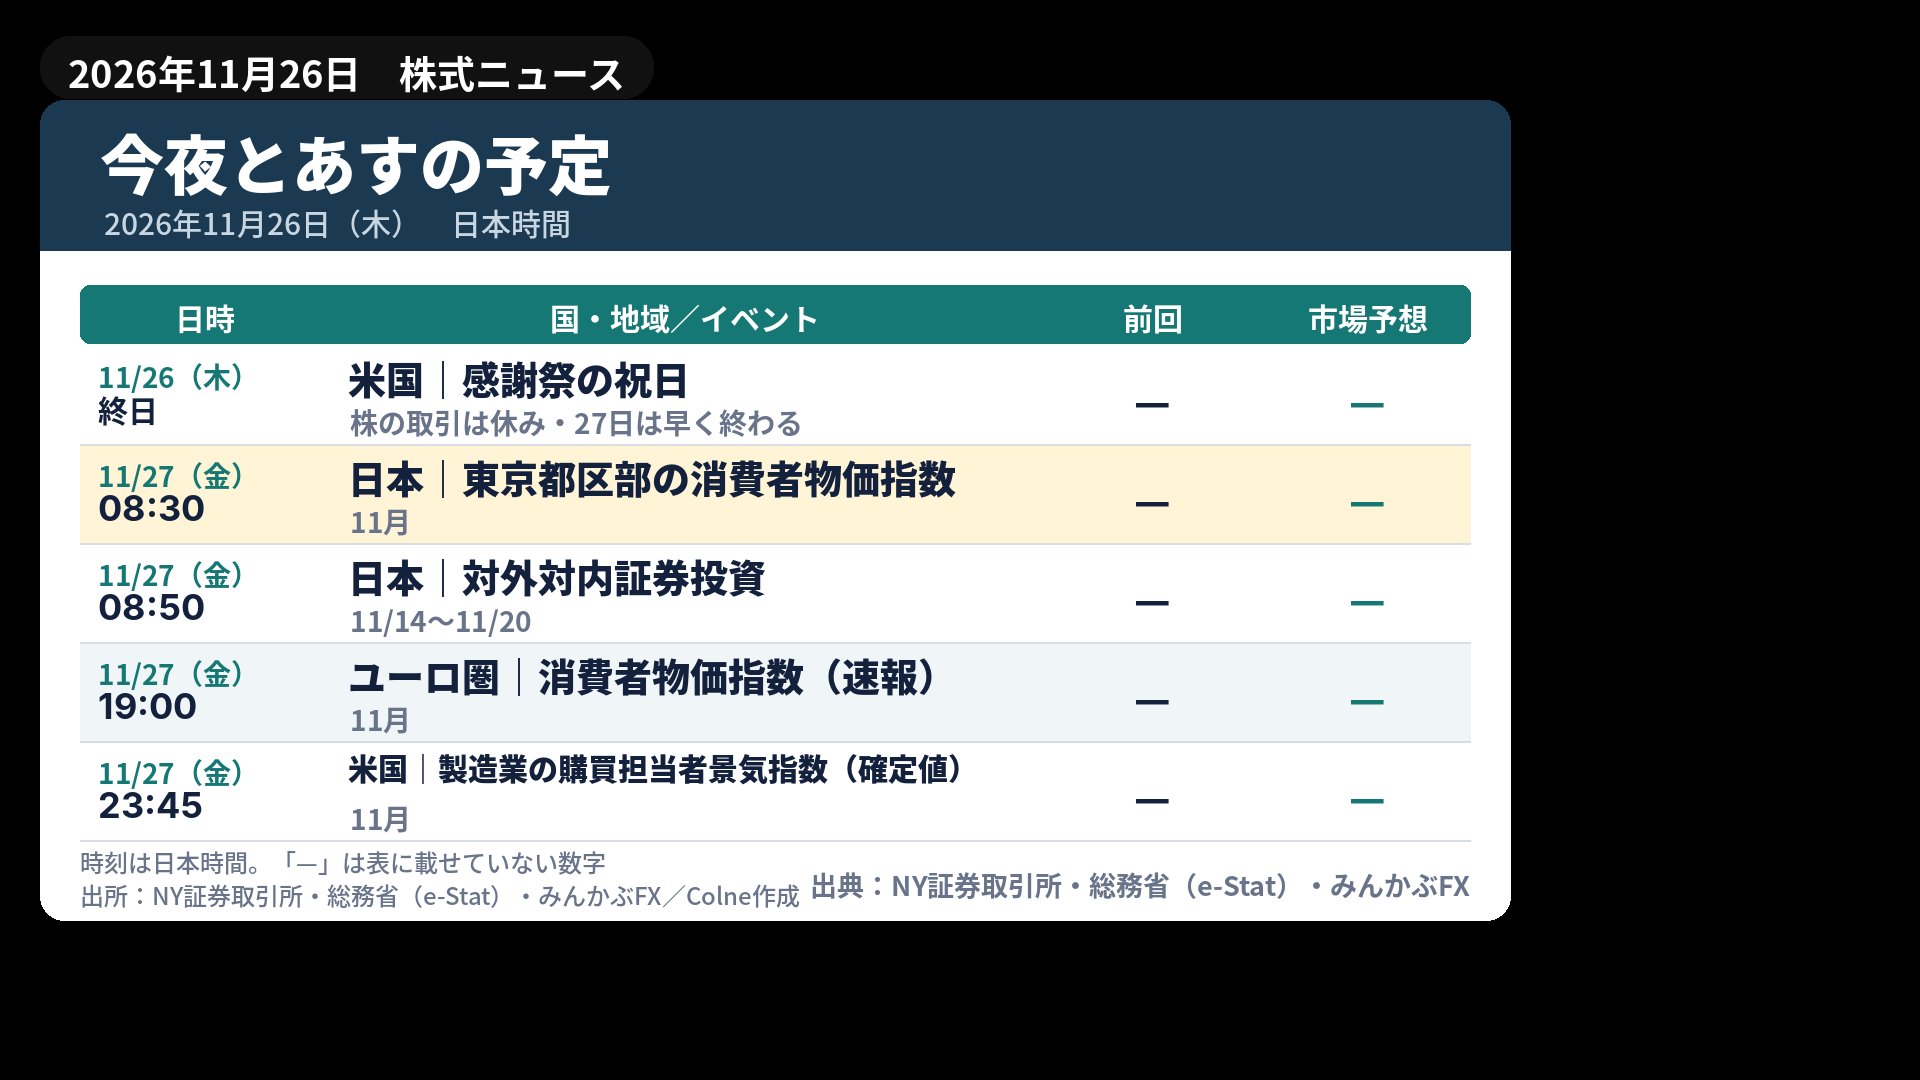 2026年11月26日　株式ニュース
今夜とあすの予定
2026年11月26日（木）　日本時間
日時　国・地域／イベント　前回　市場予想
11/26（木）
終日
米国｜感謝祭の祝日
株の取引は休み・27日は早く終わる
—　—
11/27（金）
08:30
日本｜東京都区部の消費者物価指数
11月
—　—
11/27（金）
08:50
日本｜対外対内証券投資
11/14〜11/20
—　—
11/27（金）
19:00
ユーロ圏｜消費者物価指数（速報）
11月
—　—
11/27（金）
23:45
米国｜製造業の購買担当者景気指数（確定値）
11月
—　—
時刻は日本時間。「—」は表に載せていない数字
出所：NY証券取引所・総務省（e-Stat）・みんかぶFX／Colne作成
出典：NY証券取引所・総務省（e-Stat）・みんかぶFX